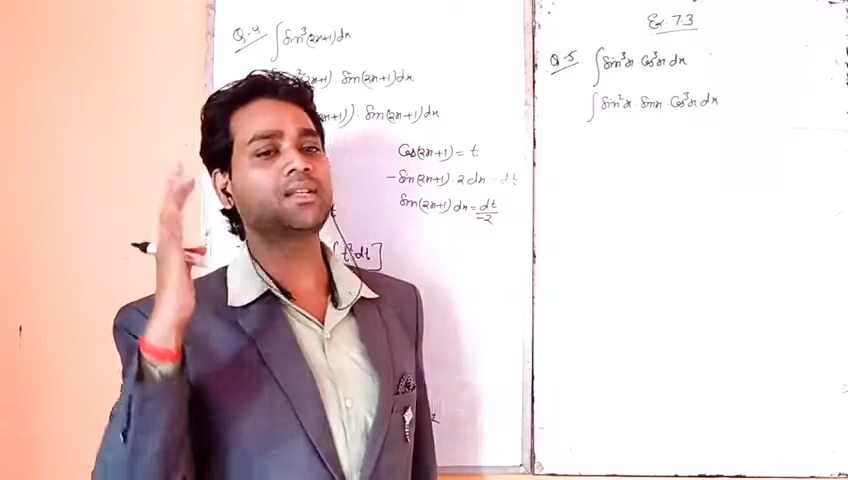 Q-4 ∫sin³(2x+1)dx
sin²(2x+1) sin(2x+1)dx
x+1)) · sin(2x+1)dx
Cos(2x+1) = t
-sin(2x+1)·2dx = dt
sin(2x+1)dx = dt/-2
t²dt]
Ex. 7.3
Q-5 ∫sin³x Cos³x dx
∫sin²x · sinx · Cos³x dx